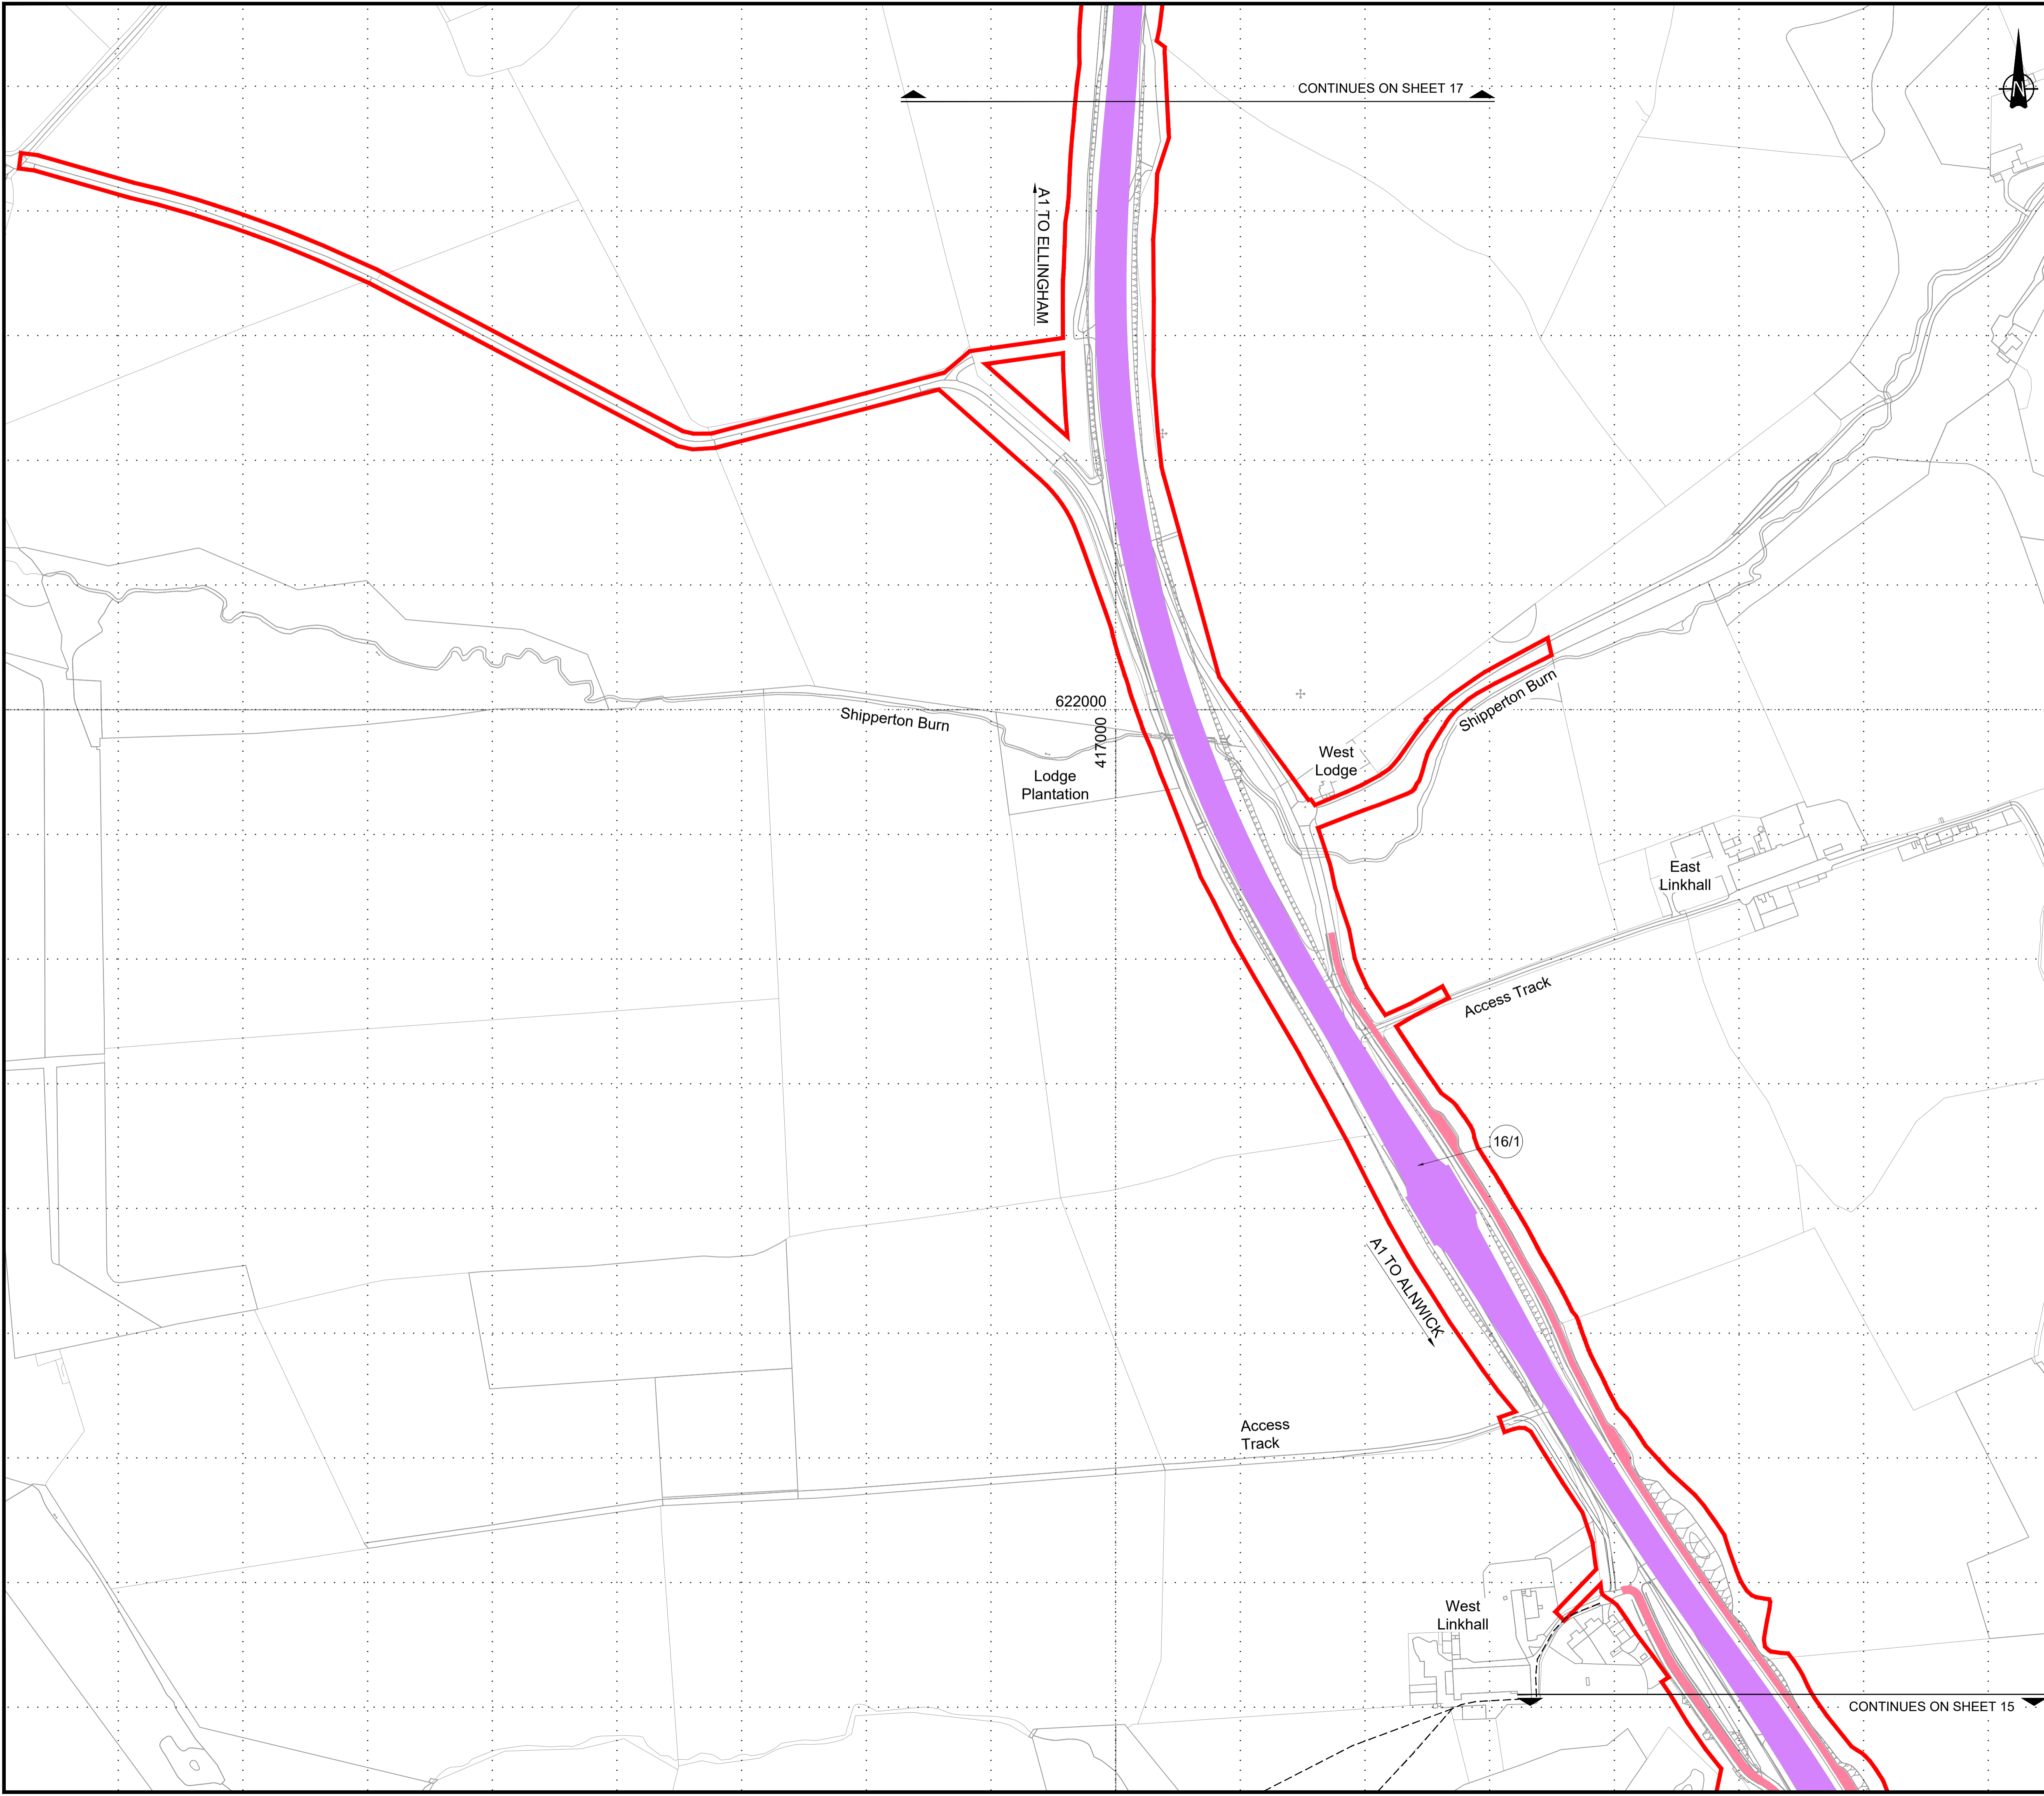 CONTINUES ON SHEET 17
N
A1 TO ELLINGHAM
622000
417000
Shipperton Burn
Shipperton Burn
West
Lodge
Lodge
Plantation
East
Linkhall
Access Track
16/1
A1 TO ALNWICK
Access
Track
West
Linkhall
CONTINUES ON SHEET 15